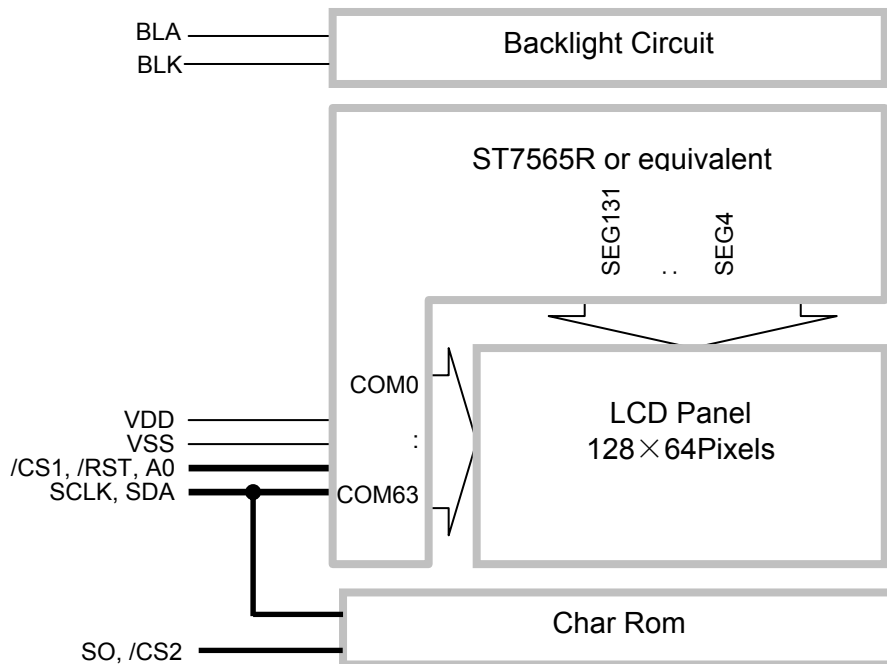 BLA
BLK
Backlight Circuit
ST7565R or equivalent
SEG131
..
SEG4
COM0
:
COM63
VDD
VSS
/CS1, /RST, A0
SCLK, SDA
LCD Panel
128×64Pixels
Char Rom
SO, /CS2